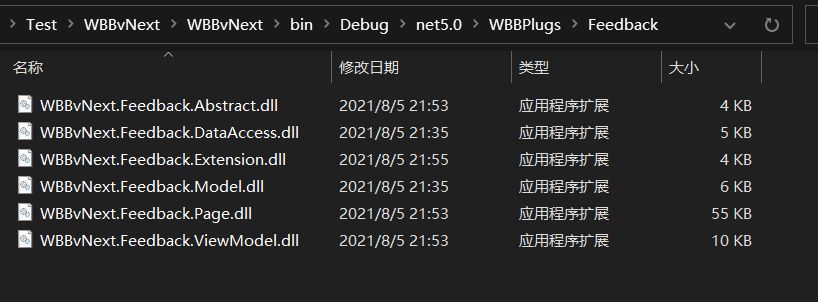 Test > WBBvNext > WBBvNext > bin > Debug > net5.0 > WBBPlugs > Feedback
名称 修改日期 类型 大小
WBBvNext.Feedback.Abstract.dll 2021/8/5 21:53 应用程序扩展 4 KB
WBBvNext.Feedback.DataAccess.dll 2021/8/5 21:35 应用程序扩展 5 KB
WBBvNext.Feedback.Extension.dll 2021/8/5 21:55 应用程序扩展 4 KB
WBBvNext.Feedback.Model.dll 2021/8/5 21:35 应用程序扩展 6 KB
WBBvNext.Feedback.Page.dll 2021/8/5 21:53 应用程序扩展 55 KB
WBBvNext.Feedback.ViewModel.dll 2021/8/5 21:53 应用程序扩展 10 KB